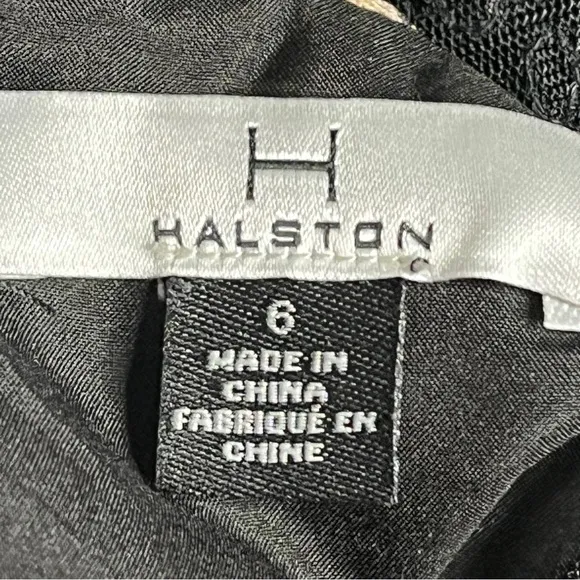 H
HALSTON
6
MADE IN
CHINA
FABRIQUÉ EN
CHINE